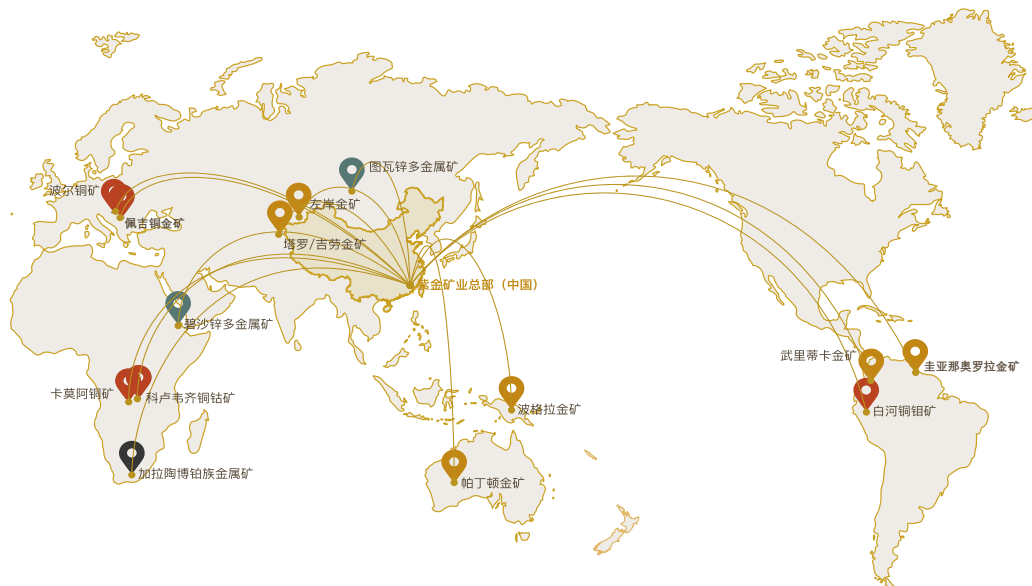 图瓦锌多金属矿
波尔铜矿
左岸金矿
佩吉铜金矿
塔罗/吉劳金矿
紫金矿业总部（中国）
碧沙锌多金属矿
武里蒂卡金矿
圭亚那奥罗拉金矿
卡莫阿铜矿
科卢韦齐铜钴矿
波格拉金矿
白河铜钼矿
加拉陶博铂族金属矿
帕丁顿金矿